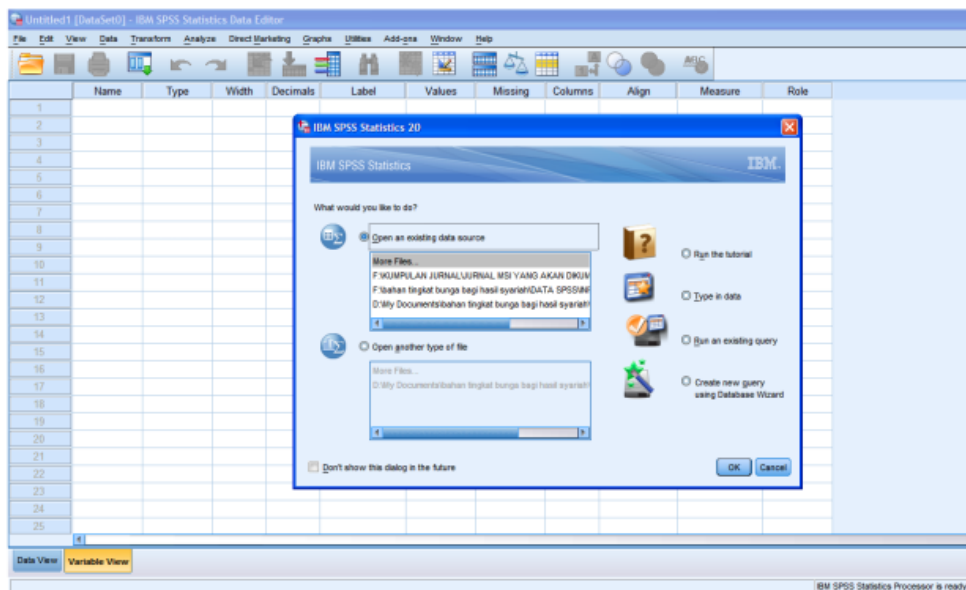 Untitled1 [DataSet0] - IBM SPSS Statistics Data Editor
File Edit View Data Transform Analyze Direct Marketing Graphs Utilities Add-ons Window Help
Name Type Width Decimals Label Values Missing Columns Align Measure Role
1
2
3
4
5
6
7
8
9
10
11
12
13
14
15
16
17
18
19
20
21
22
23
24
25
IBM SPSS Statistics 20
IBM SPSS Statistics
IBM.
What would you like to do?
Open an existing data source
More Files...
F:\KUMPULAN JURNAL\JURNAL MSI YANG AKAN DIKUM
F:\bahan tingkat bunga bagi hasil syariah\DATA SPSS\
D:\My Documents\bahan tingkat bunga bagi hasil syariah\
Open another type of file
More Files...
D:\My Documents\bahan tingkat bunga bagi hasil syariah\
Run the tutorial
Type in data
Run an existing query
Create new query
using Database Wizard
Don't show this dialog in the future
OK Cancel
Data View Variable View
IBM SPSS Statistics Processor is ready